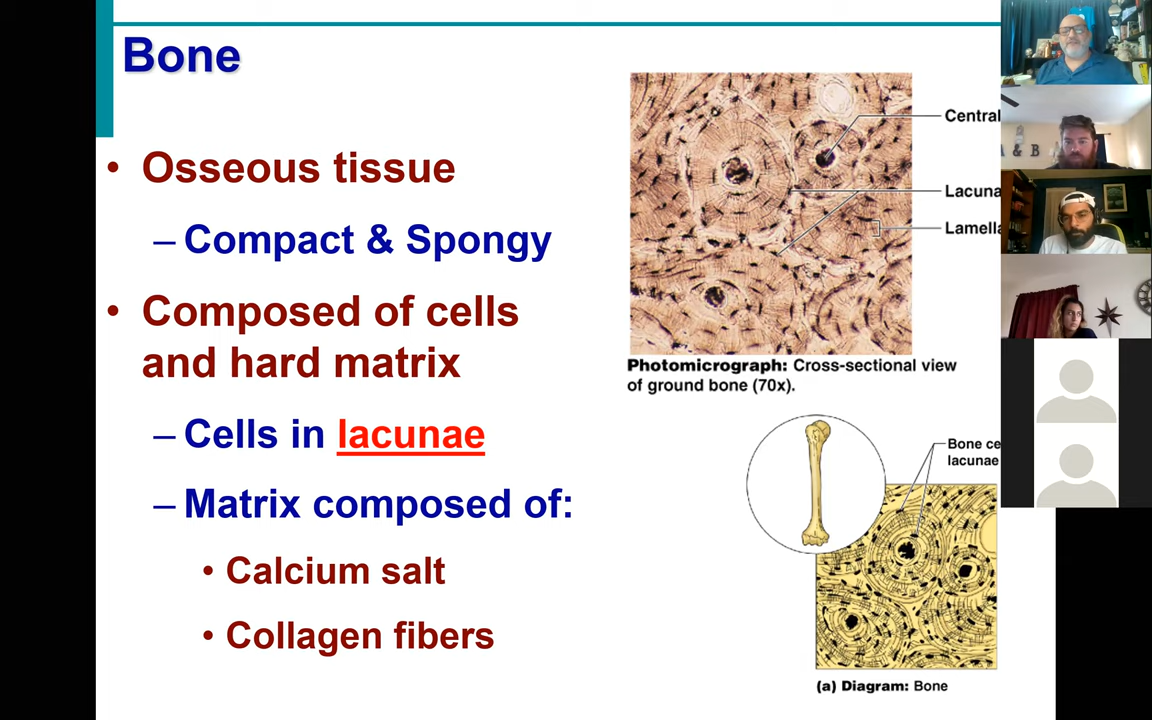 Bone
• Osseous tissue
– Compact & Spongy
• Composed of cells
and hard matrix
– Cells in lacunae
– Matrix composed of:
• Calcium salt
• Collagen fibers
Central
Lacuna
Lamella
Photomicrograph: Cross-sectional view
of ground bone (70x).
Bone ce
lacunae
(a) Diagram: Bone
& B